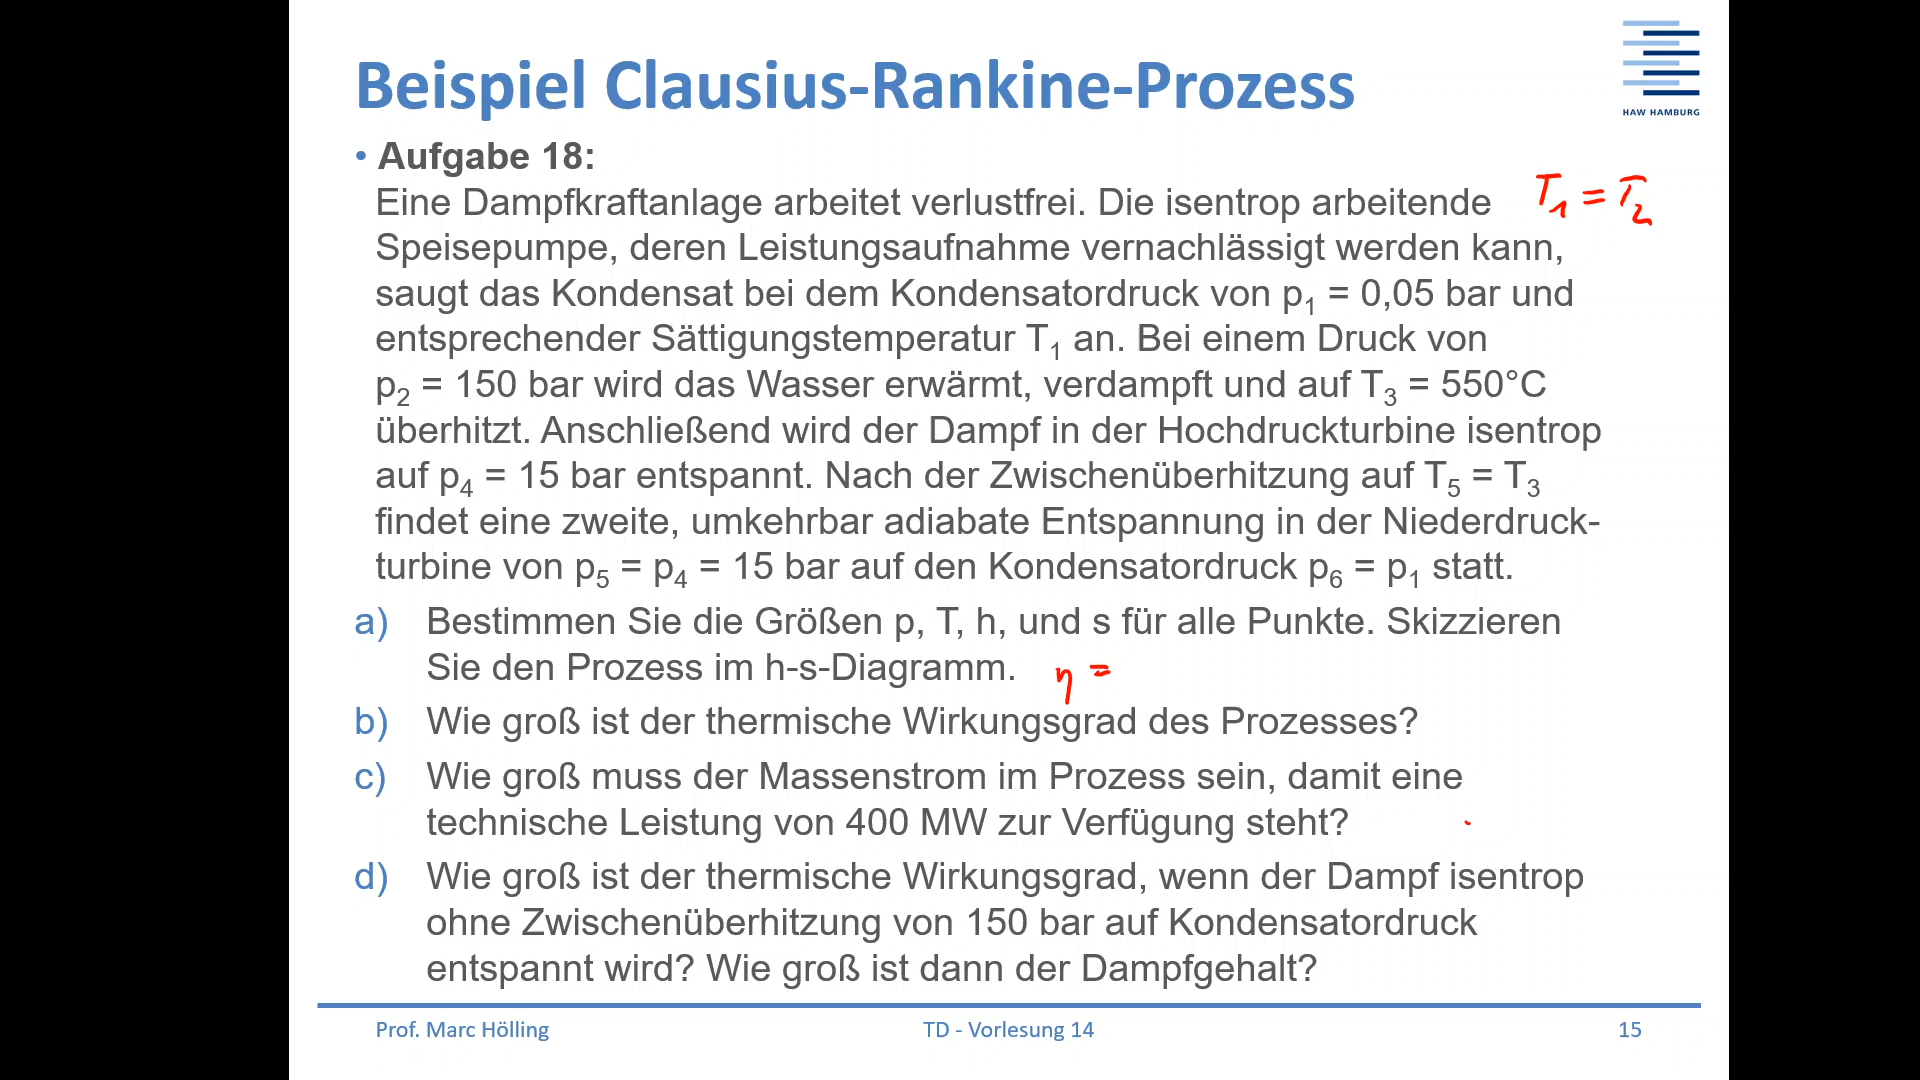 Beispiel Clausius-Rankine-Prozess
HAW HAMBURG
• Aufgabe 18:
Eine Dampfkraftanlage arbeitet verlustfrei. Die isentrop arbeitende
T₁ = T₂
Speisepumpe, deren Leistungsaufnahme vernachlässigt werden kann,
saugt das Kondensat bei dem Kondensatordruck von p₁ = 0,05 bar und
entsprechender Sättigungstemperatur T₁ an. Bei einem Druck von
p₂ = 150 bar wird das Wasser erwärmt, verdampft und auf T₃ = 550°C
überhitzt. Anschließend wird der Dampf in der Hochdruckturbine isentrop
auf p₄ = 15 bar entspannt. Nach der Zwischenüberhitzung auf T₅ = T₃
findet eine zweite, umkehrbar adiabate Entspannung in der Niederdruck-
turbine von p₅ = p₄ = 15 bar auf den Kondensatordruck p₆ = p₁ statt.
a) Bestimmen Sie die Größen p, T, h, und s für alle Punkte. Skizzieren
Sie den Prozess im h-s-Diagramm.
η =
b) Wie groß ist der thermische Wirkungsgrad des Prozesses?
c) Wie groß muss der Massenstrom im Prozess sein, damit eine
technische Leistung von 400 MW zur Verfügung steht?
d) Wie groß ist der thermische Wirkungsgrad, wenn der Dampf isentrop
ohne Zwischenüberhitzung von 150 bar auf Kondensatordruck
entspannt wird? Wie groß ist dann der Dampfgehalt?
Prof. Marc Hölling
TD - Vorlesung 14
15